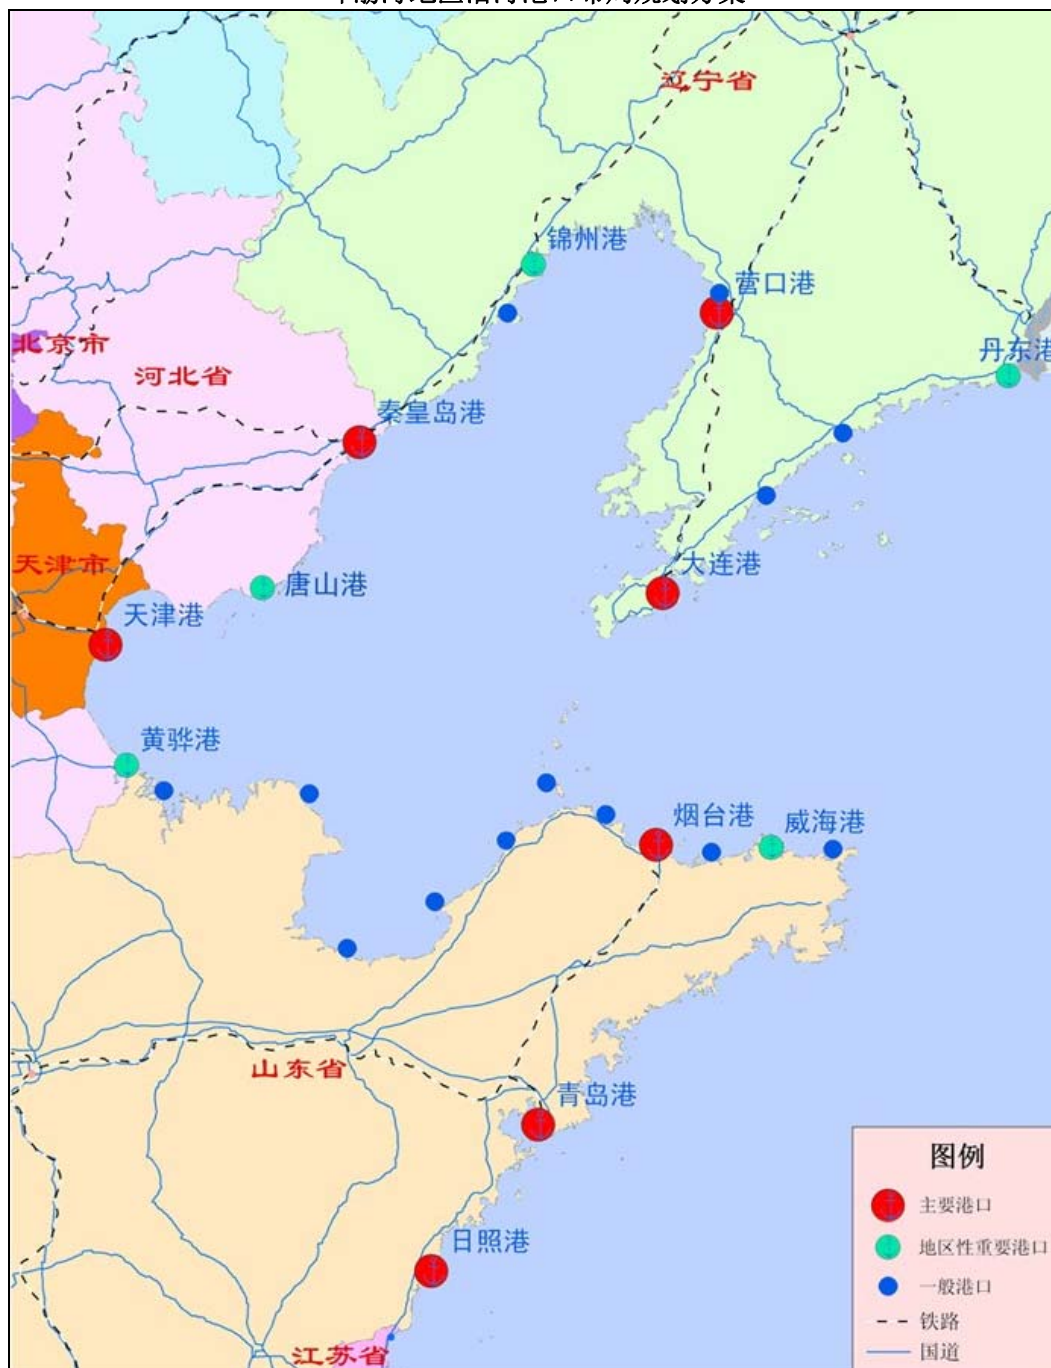 辽宁省
锦州港
营口港
北京市
丹东港
河北省
秦皇岛港
天津市
大连港
唐山港
天津港
黄骅港
烟台港
威海港
山东省
青岛港
日照港
江苏省
图例
主要港口
地区性重要港口
一般港口
铁路
国道